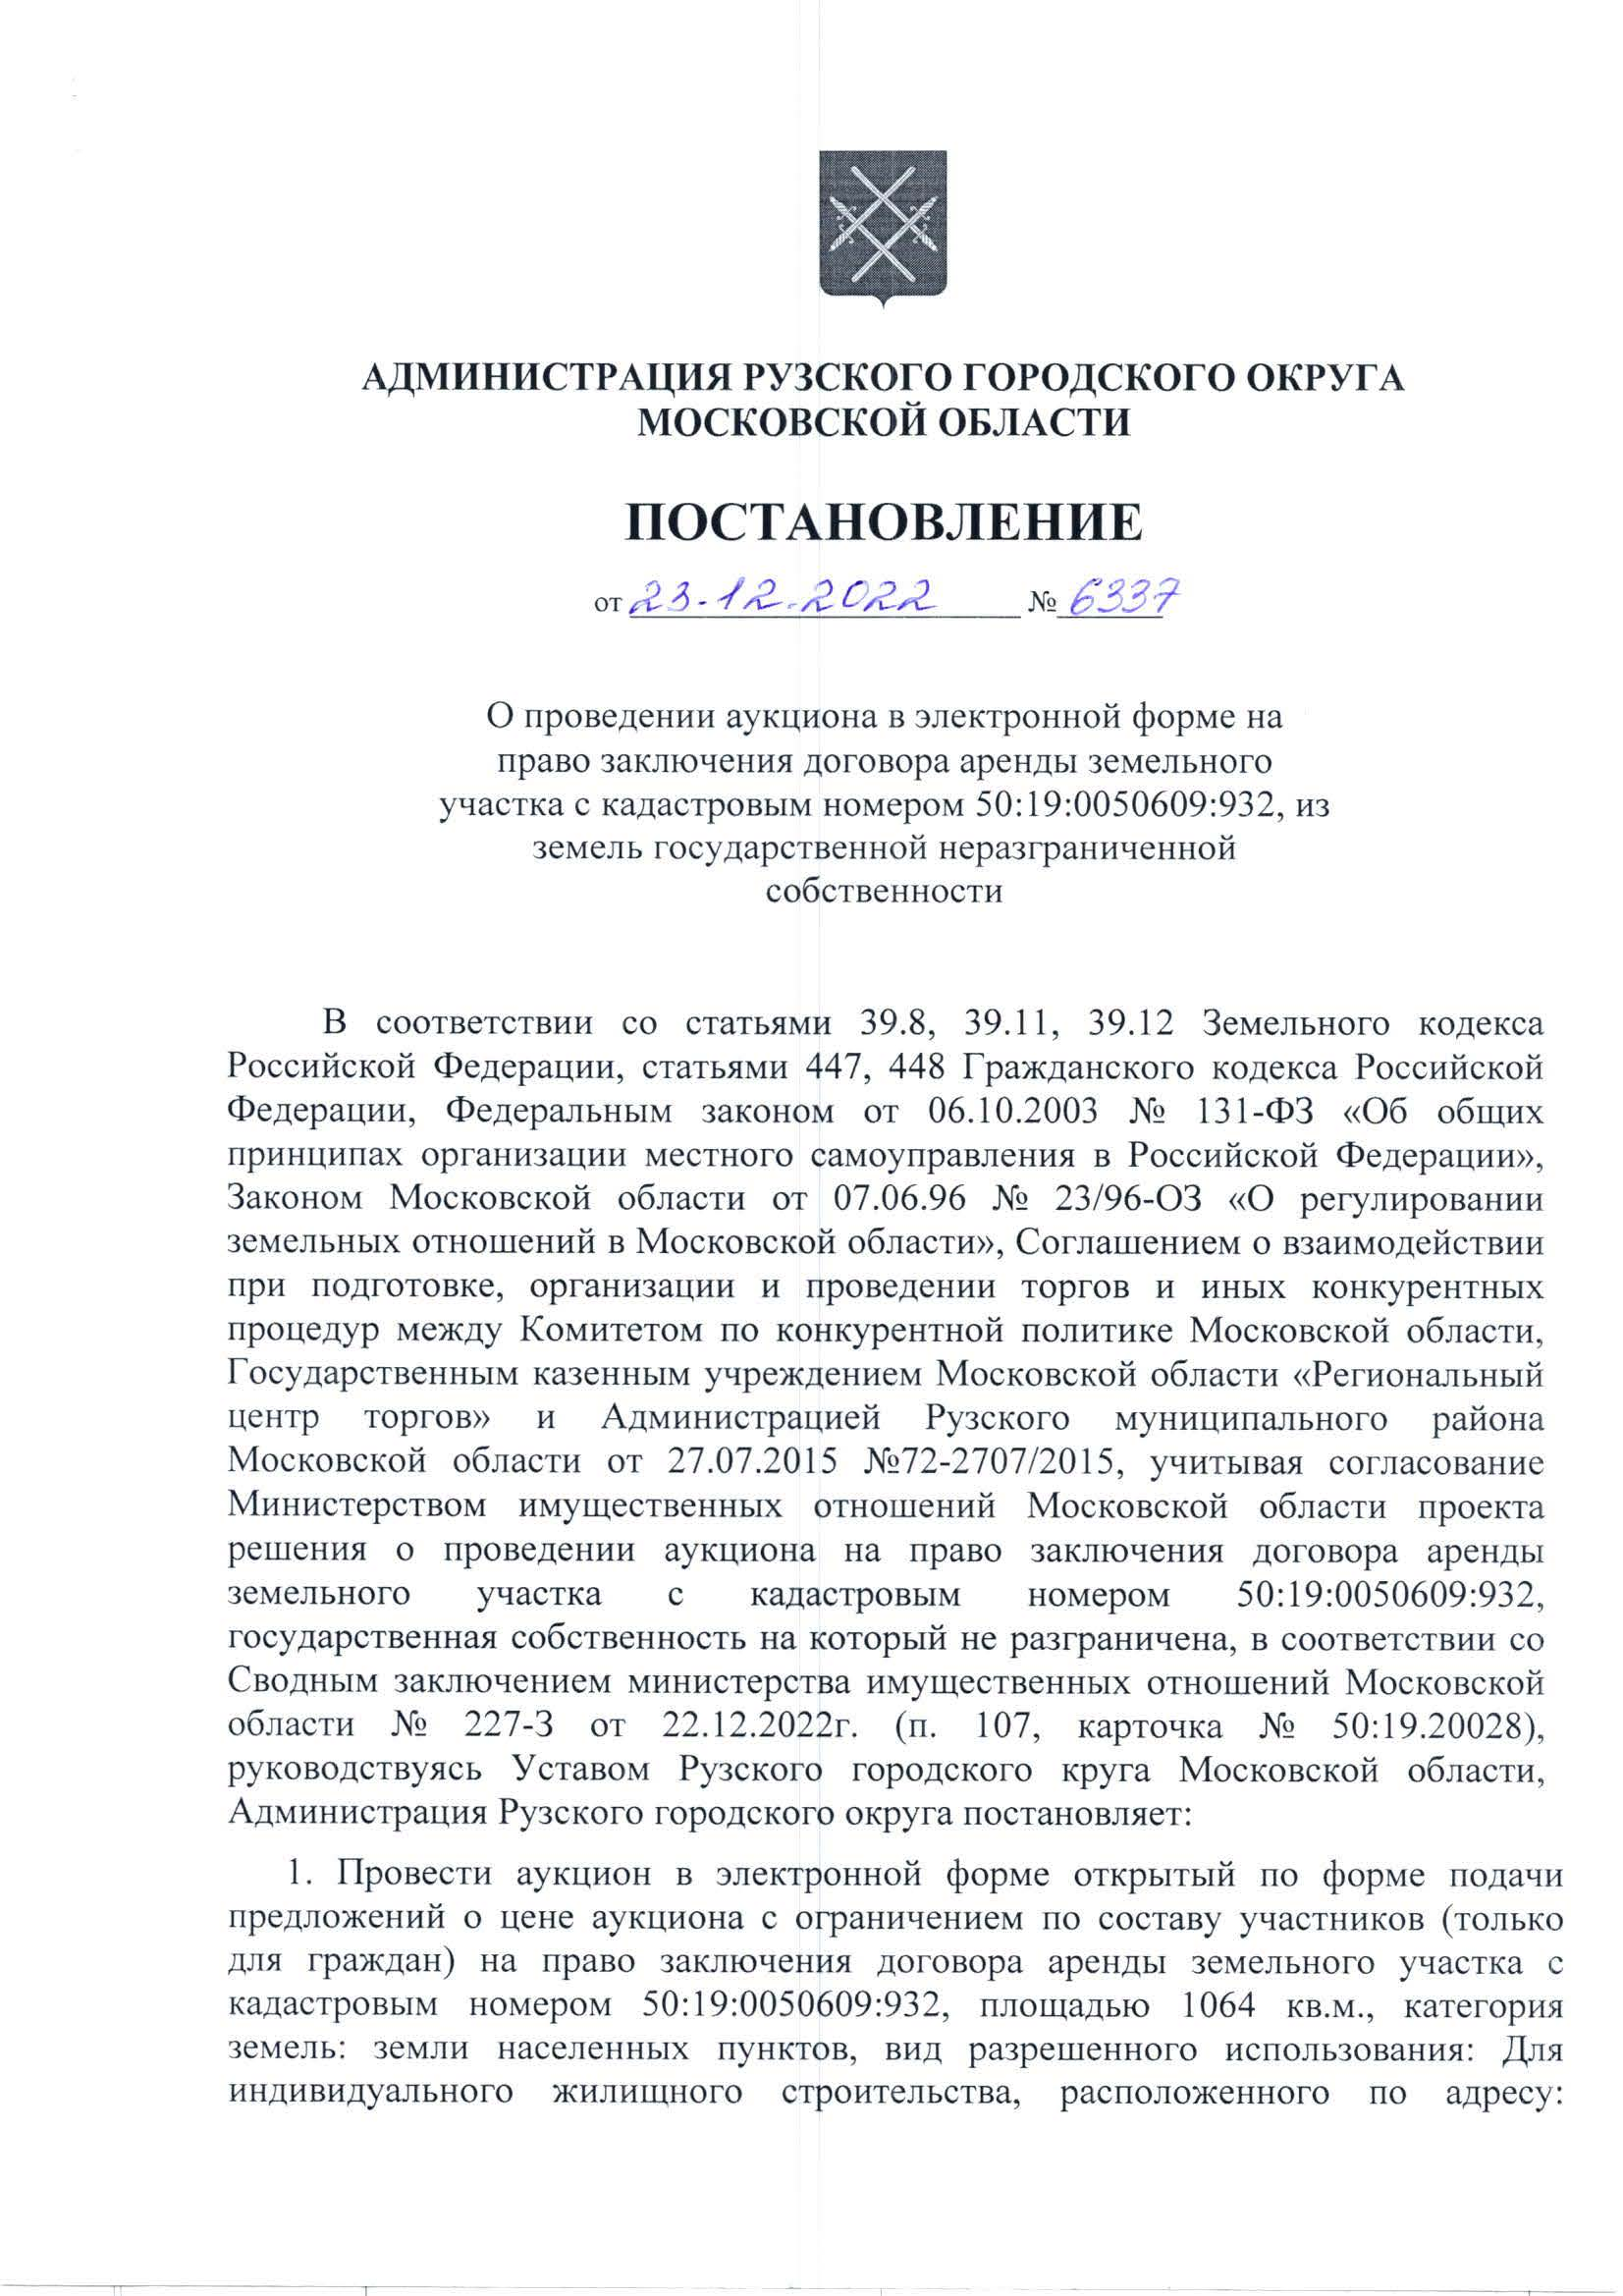 АДМИНИСТРАЦИЯ РУЗСКОГО ГОРОДСКОГО ОКРУГА
МОСКОВСКОЙ ОБЛАСТИ
ПОСТАНОВЛЕНИЕ
от 23.12.2022 № 6337
О проведении аукциона в электронной форме на
право заключения договора аренды земельного
участка с кадастровым номером 50:19:0050609:932, из
земель государственной неразграниченной
собственности
В соответствии со статьями 39.8, 39.11, 39.12 Земельного кодекса
Российской Федерации, статьями 447, 448 Гражданского кодекса Российской
Федерации, Федеральным законом от 06.10.2003 № 131-ФЗ «Об общих
принципах организации местного самоуправления в Российской Федерации»,
Законом Московской области от 07.06.96 № 23/96-ОЗ «О регулировании
земельных отношений в Московской области», Соглашением о взаимодействии
при подготовке, организации и проведении торгов и иных конкурентных
процедур между Комитетом по конкурентной политике Московской области,
Государственным казенным учреждением Московской области «Региональный
центр торгов» и Администрацией Рузского муниципального района
Московской области от 27.07.2015 №72-2707/2015, учитывая согласование
Министерством имущественных отношений Московской области проекта
решения о проведении аукциона на право заключения договора аренды
земельного участка с кадастровым номером 50:19:0050609:932,
государственная собственность на который не разграничена, в соответствии со
Сводным заключением министерства имущественных отношений Московской
области № 227-З от 22.12.2022г. (п. 107, карточка № 50:19.20028),
руководствуясь Уставом Рузского городского круга Московской области,
Администрация Рузского городского округа постановляет:
1. Провести аукцион в электронной форме открытый по форме подачи
предложений о цене аукциона с ограничением по составу участников (только
для граждан) на право заключения договора аренды земельного участка с
кадастровым номером 50:19:0050609:932, площадью 1064 кв.м., категория
земель: земли населенных пунктов, вид разрешенного использования: Для
индивидуального жилищного строительства, расположенного по адресу: